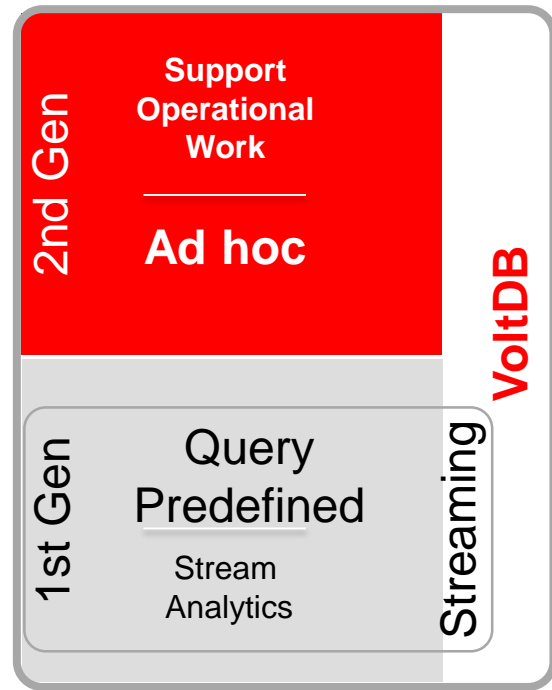 2nd Gen
Support
Operational
Work
Ad hoc
VoltDB
1st Gen
Query
Predefined
Stream
Analytics
Streaming